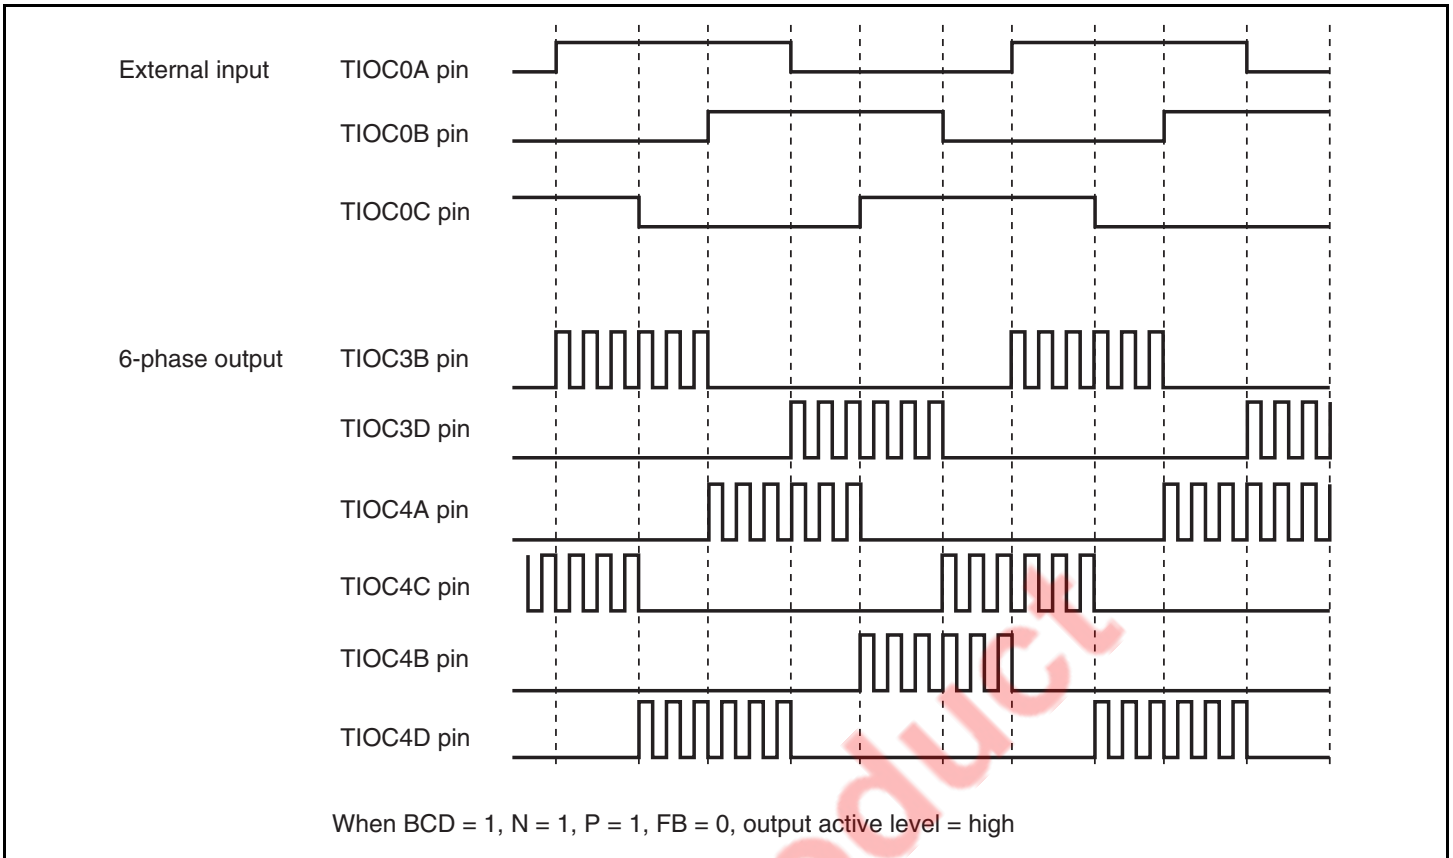 External input TIOC0A pin
TIOC0B pin
TIOC0C pin
6-phase output TIOC3B pin
TIOC3D pin
TIOC4A pin
TIOC4C pin
TIOC4B pin
TIOC4D pin
When BCD = 1, N = 1, P = 1, FB = 0, output active level = high
oduct